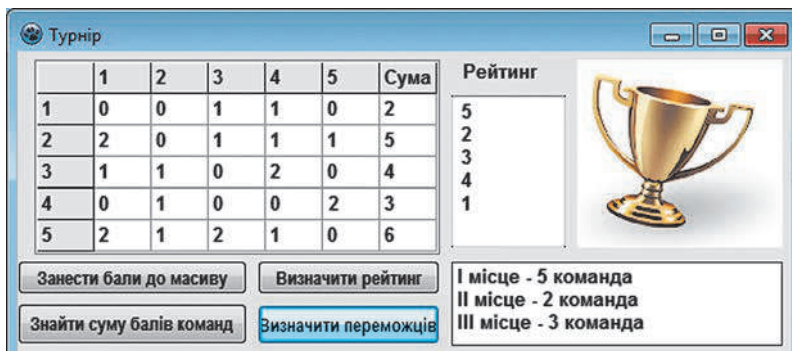 Турнір
1 2 3 4 5 Сума
1 0 0 1 1 0 2
2 2 0 1 1 1 5
3 1 1 0 2 0 4
4 0 1 0 0 2 3
5 2 1 2 1 0 6
Рейтинг
5
2
3
4
1
Занести бали до масиву
Визначити рейтинг
Знайти суму балів команд
Визначити переможців
I місце - 5 команда
II місце - 2 команда
III місце - 3 команда